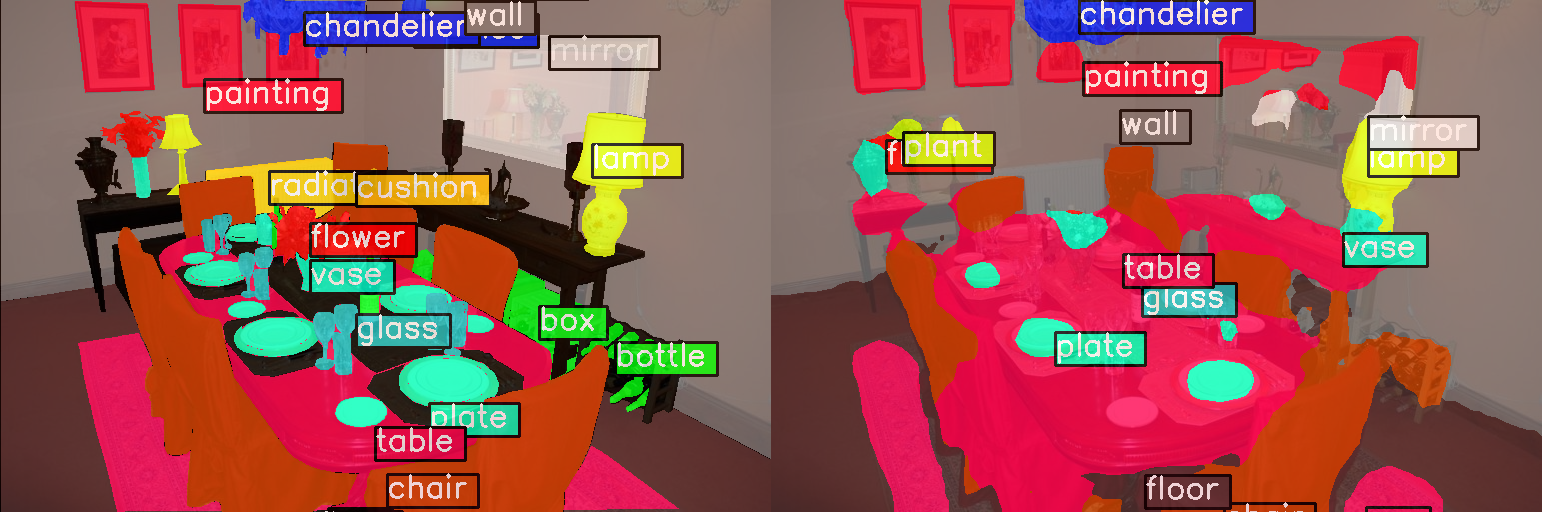 chandelier
wall
mirror
painting
lamp
cushion
flower
vase
glass
box
bottle
plate
table
chair
chandelier
painting
wall
mirror
lamp
plant
vase
table
glass
plate
floor
chair